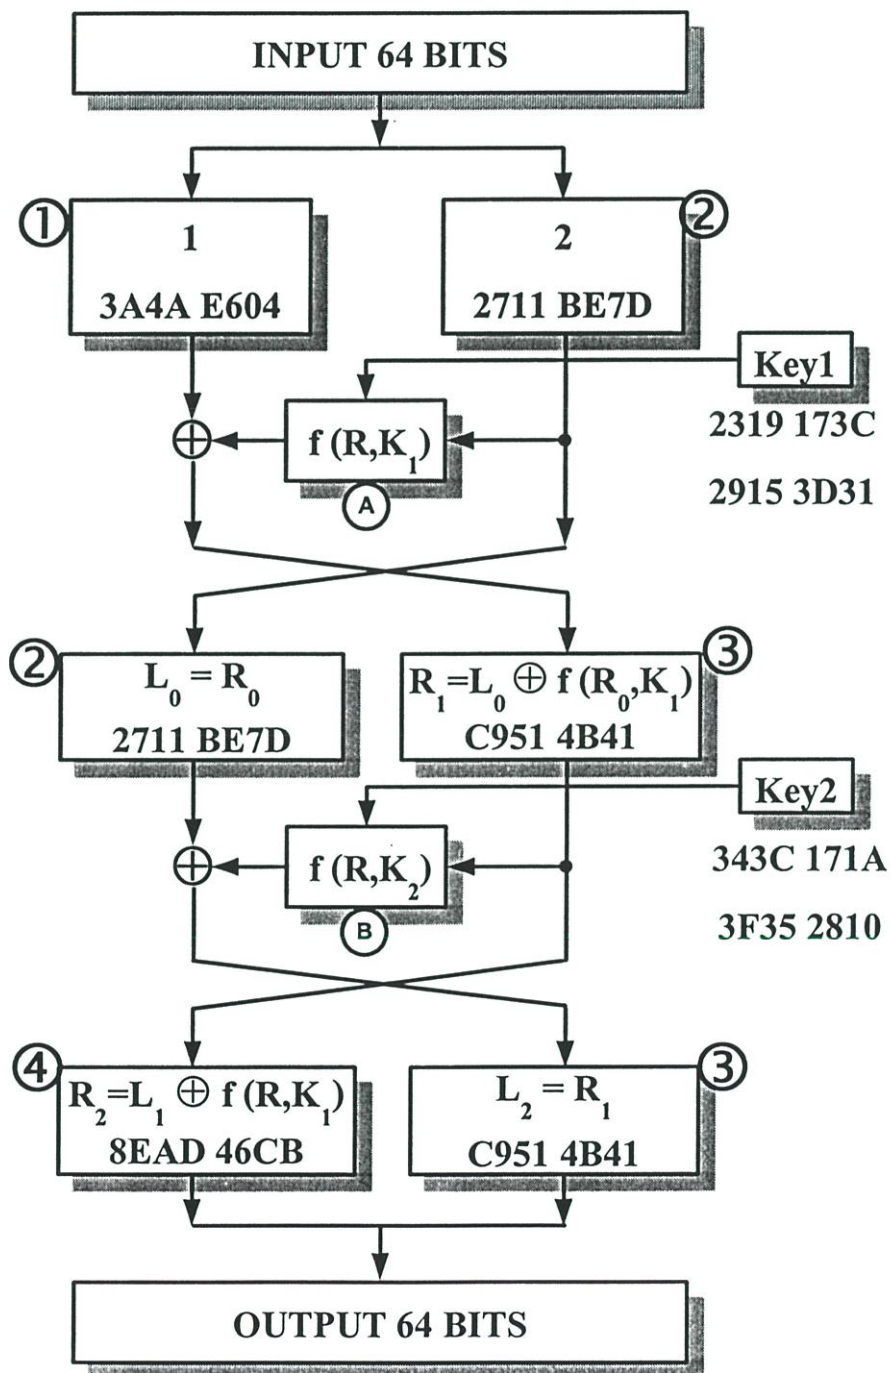 INPUT 64 BITS
① 1
3A4A E604
2 ②
2711 BE7D
Key1
2319 173C
2915 3D31
f (R,K₁)
A
② L₀ = R₀
2711 BE7D
R₁=L₀ ⊕ f (R₀,K₁) ③
C951 4B41
Key2
343C 171A
3F35 2810
f (R,K₂)
B
④ R₂=L₁ ⊕ f (R,K₁)
8EAD 46CB
L₂ = R₁ ③
C951 4B41
OUTPUT 64 BITS